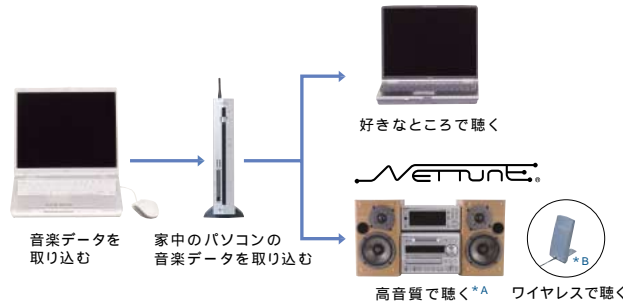 好きなところで聴く
NETTUNE®
音楽データを
取り込む
家中のパソコンの
音楽データを取り込む
*B
高音質で聴く*A
ワイヤレスで聴く